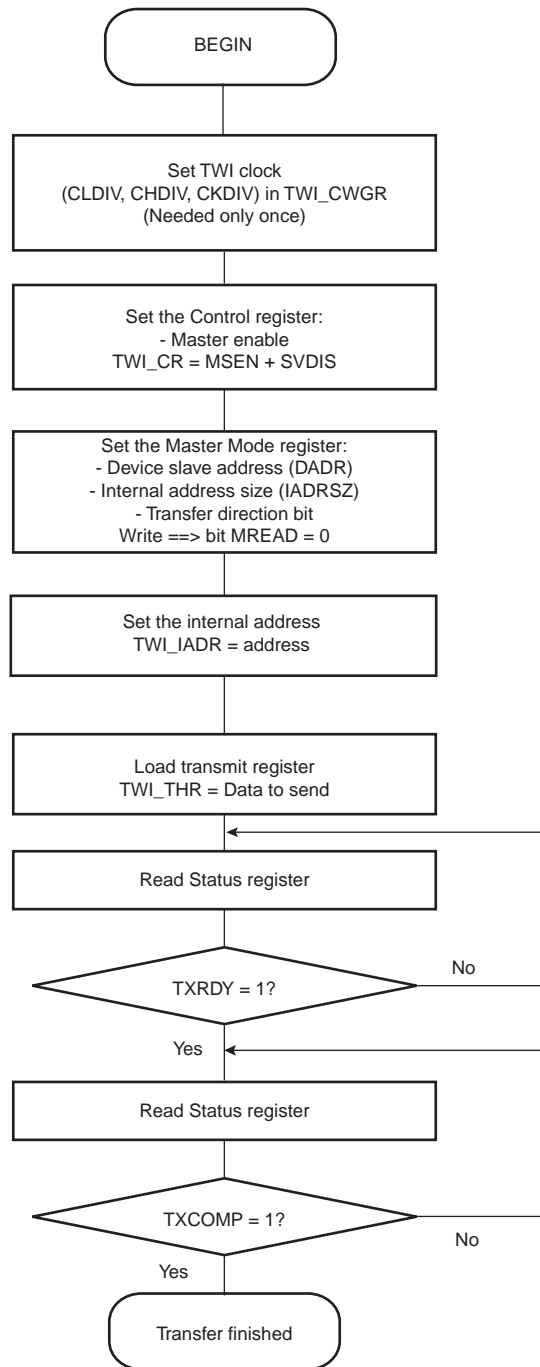 BEGIN
Set TWI clock
(CLDIV, CHDIV, CKDIV) in TWI_CWGR
(Needed only once)
Set the Control register:
- Master enable
TWI_CR = MSEN + SVDIS
Set the Master Mode register:
- Device slave address (DADR)
- Internal address size (IADRSZ)
- Transfer direction bit
Write ==> bit MREAD = 0
Set the internal address
TWI_IADR = address
Load transmit register
TWI_THR = Data to send
Read Status register
TXRDY = 1?
No
Yes
Read Status register
TXCOMP = 1?
No
Yes
Transfer finished